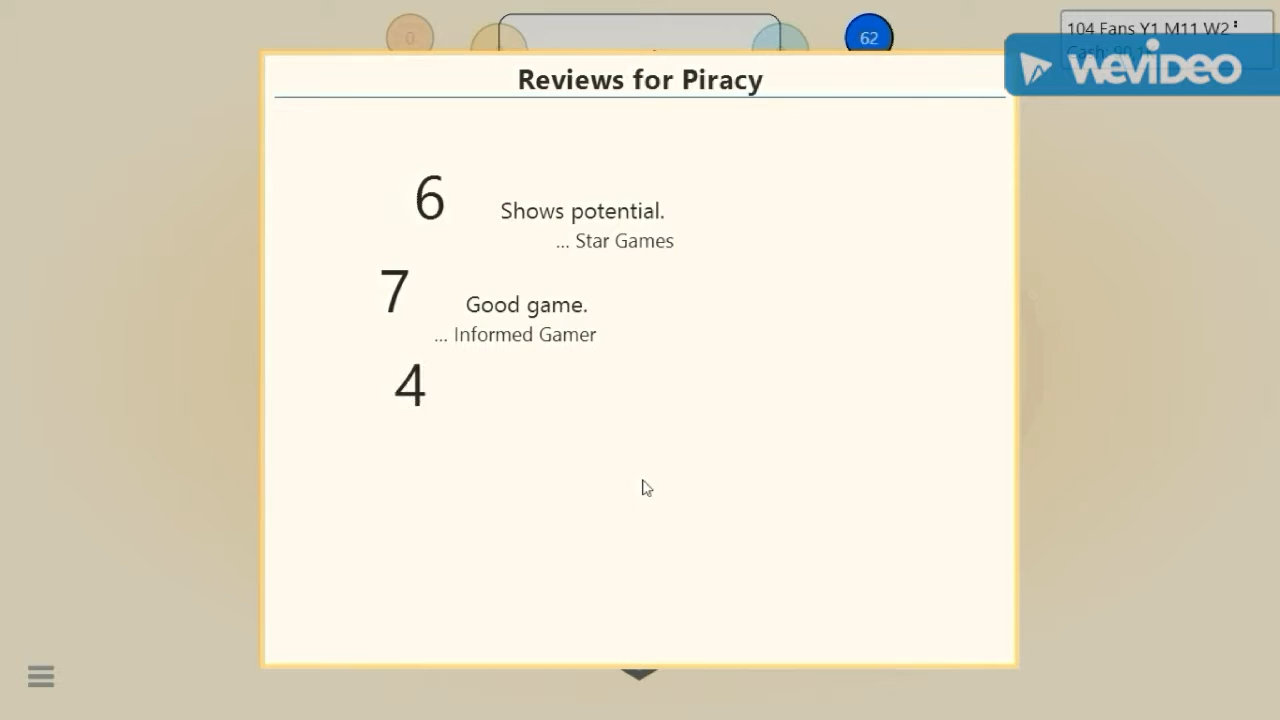 0
62
104 Fans Y1 M11 W2
wevideo
Reviews for Piracy
6
Shows potential.
... Star Games
7
Good game.
... Informed Gamer
4